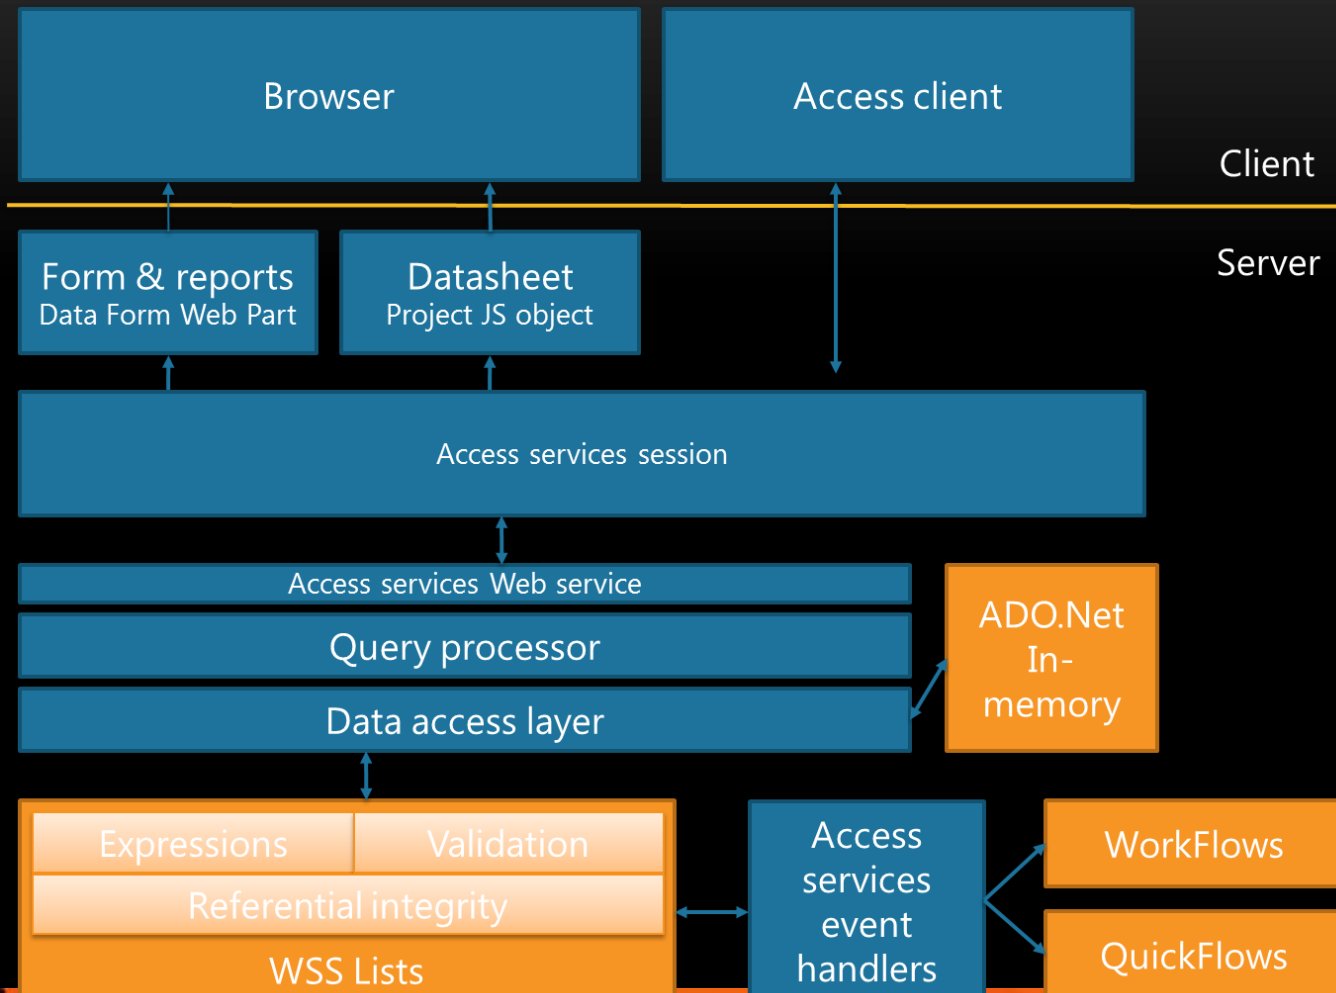 Browser
Access client
Client
Server
Form & reports
Data Form Web Part
Datasheet
Project JS object
Access services session
Access services Web service
Query processor
Data access layer
ADO.Net
In-
memory
Expressions
Validation
Referential integrity
WSS Lists
Access
services
event
handlers
WorkFlows
QuickFlows